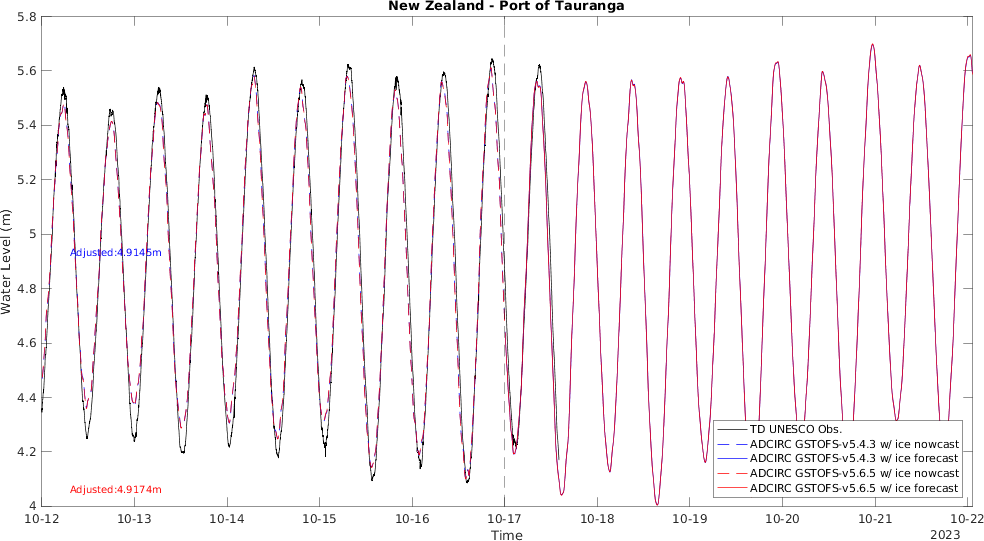 New Zealand - Port of Tauranga
5.8
5.6
5.4
5.2
5
4.8
4.6
4.4
4.2
4
Water Level (m)
Adjusted:4.9145m
Adjusted:4.9174m
TD UNESCO Obs.
ADCIRC GSTOFS-v5.4.3 w/ ice nowcast
ADCIRC GSTOFS-v5.4.3 w/ ice forecast
ADCIRC GSTOFS-v5.6.5 w/ ice nowcast
ADCIRC GSTOFS-v5.6.5 w/ ice forecast
10-12 10-13 10-14 10-15 10-16 10-17 10-18 10-19 10-20 10-21 10-22
Time
2023